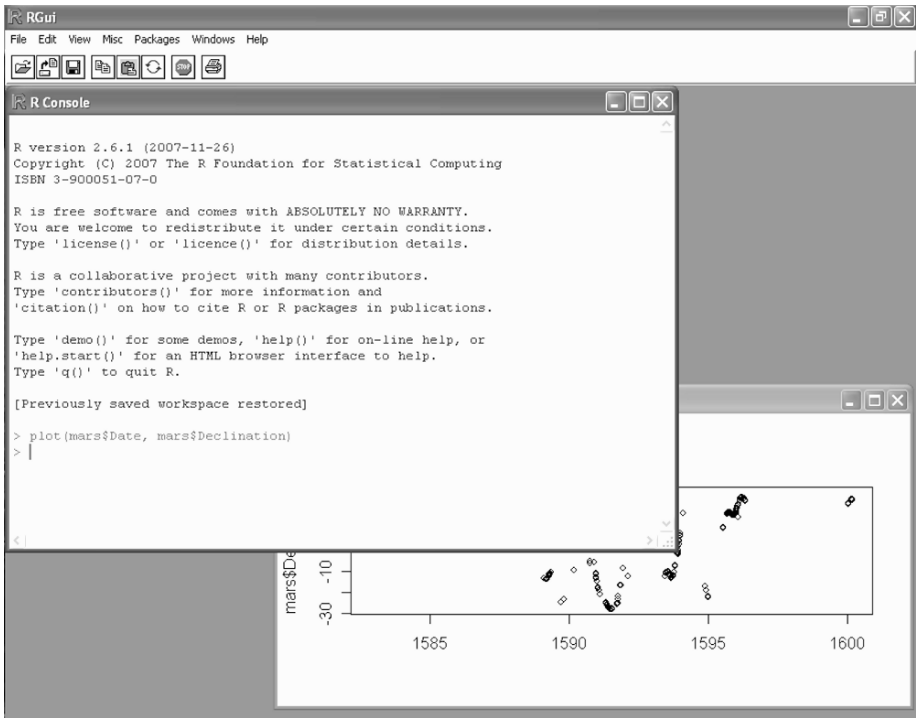 RGui
File Edit View Misc Packages Windows Help
STOP
R Console
R version 2.6.1 (2007-11-26)
Copyright (C) 2007 The R Foundation for Statistical Computing
ISBN 3-900051-07-0
R is free software and comes with ABSOLUTELY NO WARRANTY.
You are welcome to redistribute it under certain conditions.
Type 'license()' or 'licence()' for distribution details.
R is a collaborative project with many contributors.
Type 'contributors()' for more information and
'citation()' on how to cite R or R packages in publications.
Type 'demo()' for some demos, 'help()' for on-line help, or
'help.start()' for an HTML browser interface to help.
Type 'q()' to quit R.
[Previously saved workspace restored]
> plot(mars$Date, mars$Declination)
>
mars$De
-10
-30
1585 1590 1595 1600